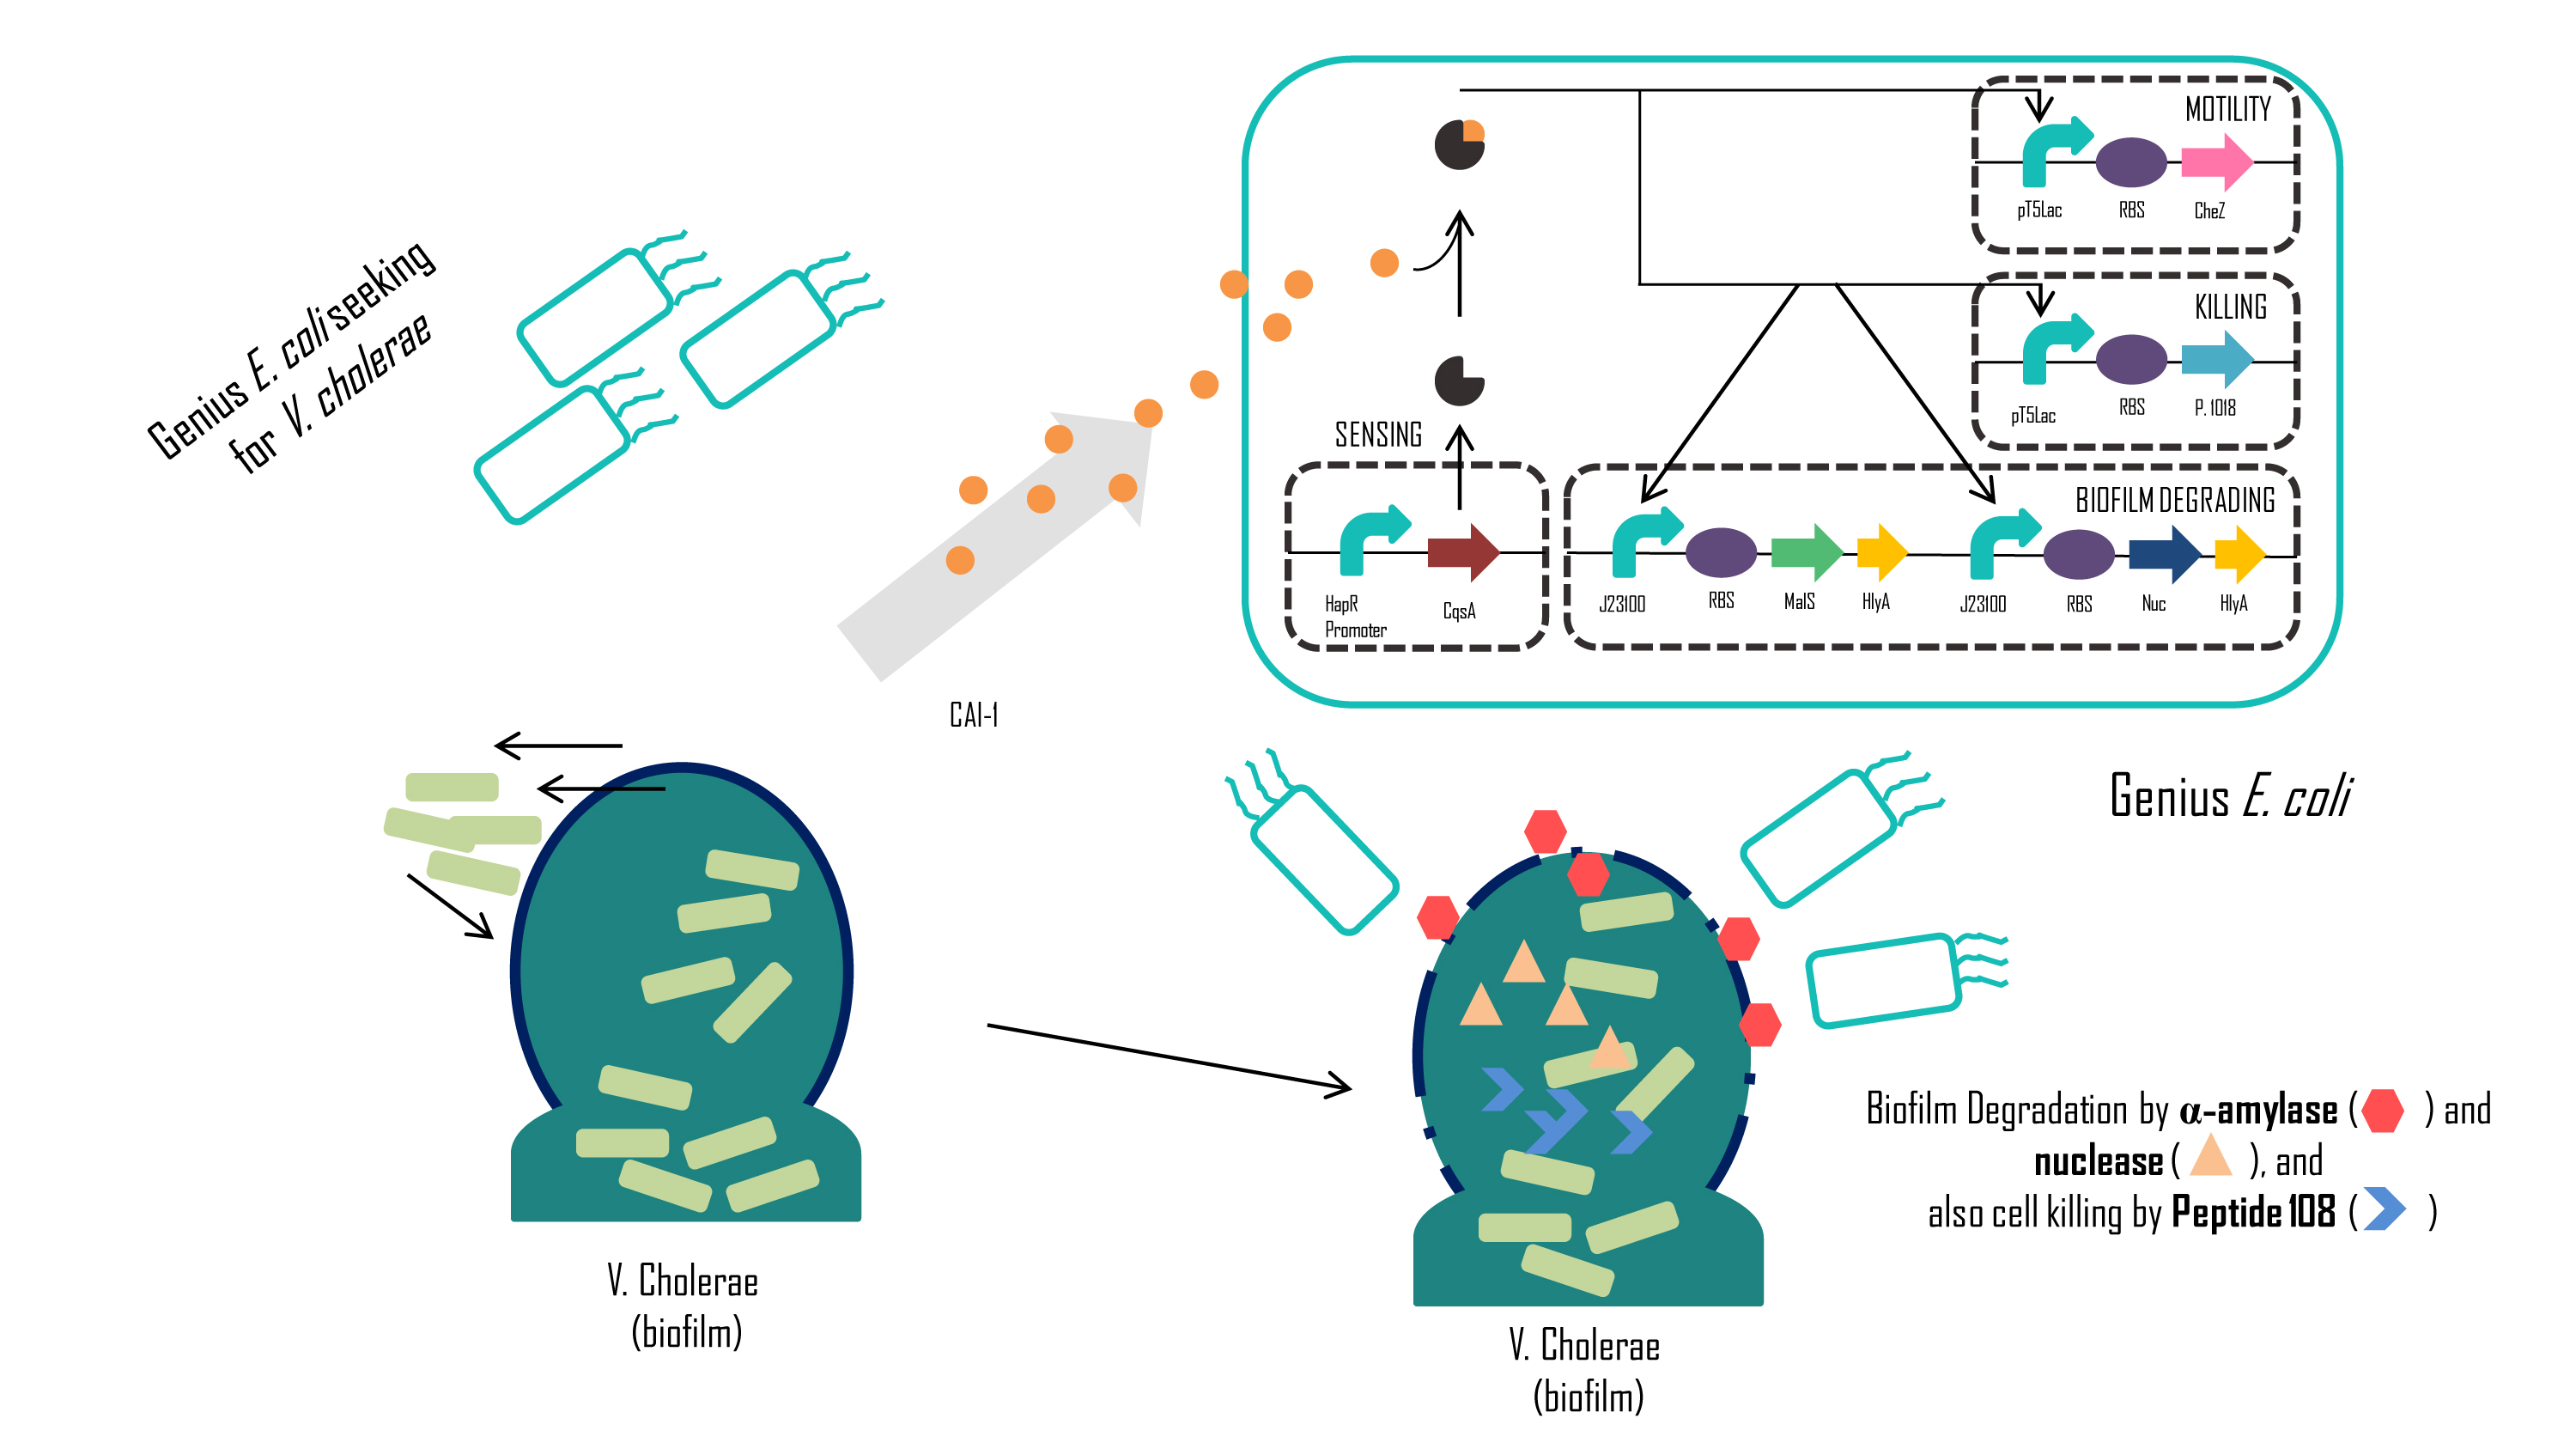 Genius E. coliseeking
for V. cholerae
MOTILITY
pT5Lac
RBS
CheZ
KILLING
pT5Lac
RBS
P. 1018
SENSING
HapR
Promoter
CqsA
BIOFILM DEGRADING
J23100
RBS
MalS
HlyA
J23100
RBS
Nuc
HlyA
CAI-1
Genius E. coli
Biofilm Degradation by α-amylase ( ) and
nuclease ( ), and
also cell killing by Peptide 108 ( )
V. Cholerae
(biofilm)
V. Cholerae
(biofilm)